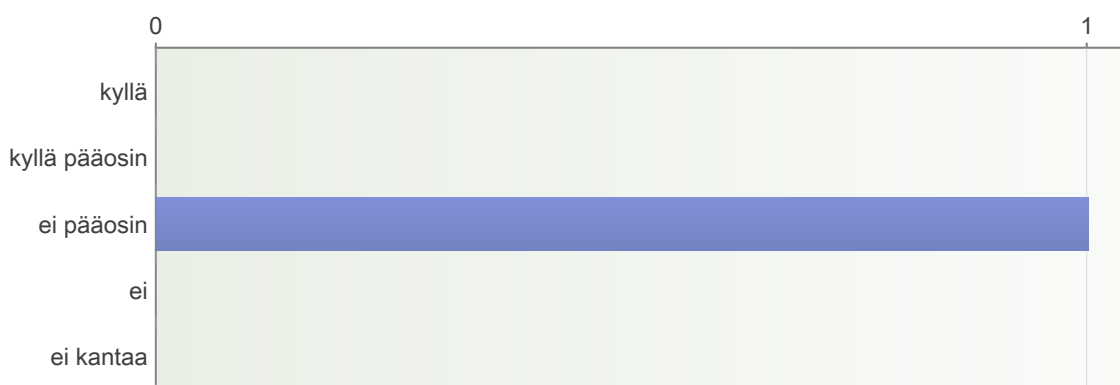 0 1
kyllä
kyllä pääosin
ei pääosin
ei
ei kantaa